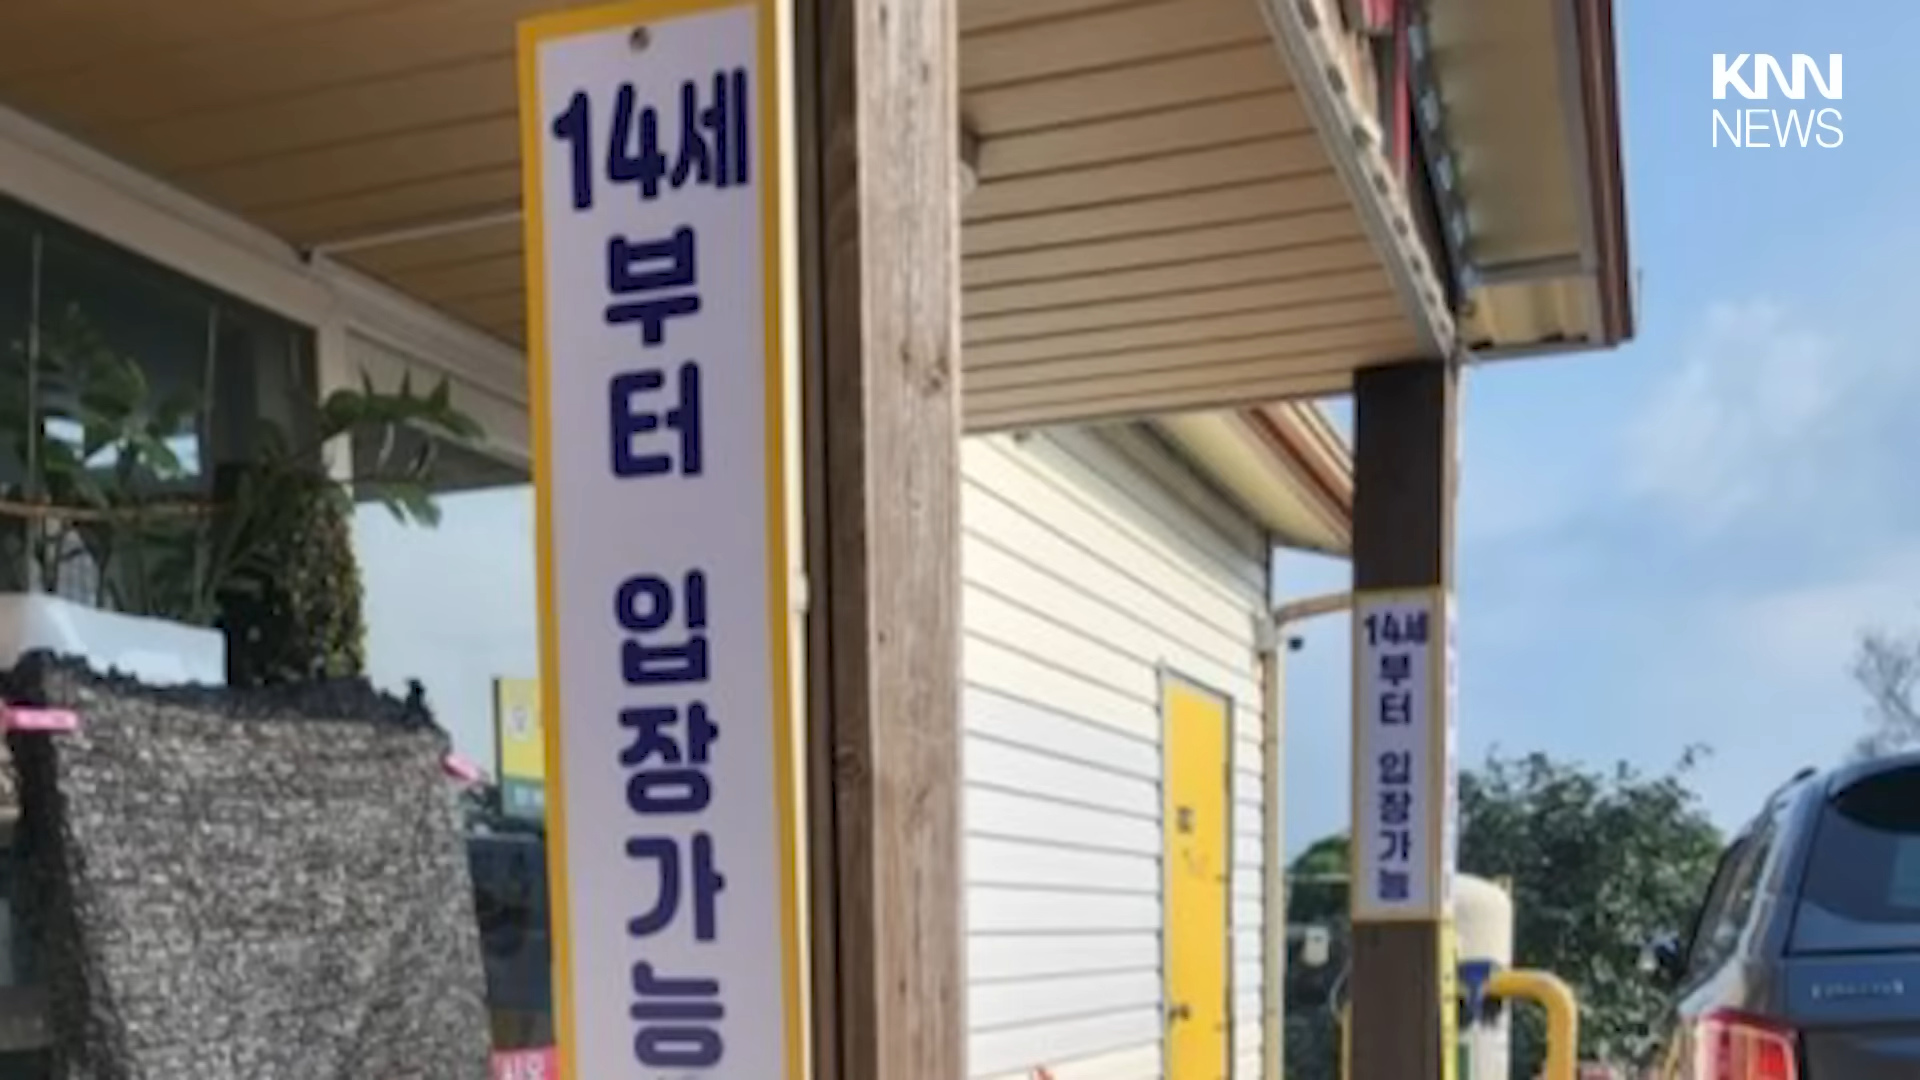 KNN
NEWS
14세
부
터
입
장
가
능
14세
부
터
입
장
가
능